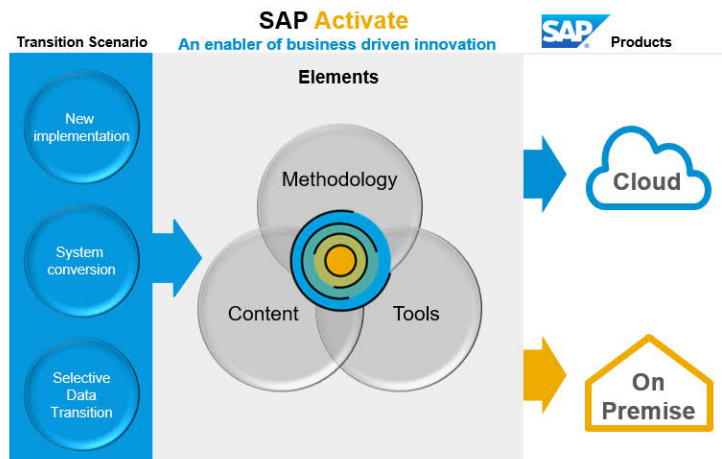 SAP Activate
Transition Scenario
An enabler of business driven innovation
SAP
Products
New
implementation
System
conversion
Selective
Data
Transition
Elements
Methodology
Content
Tools
Cloud
On
Premise